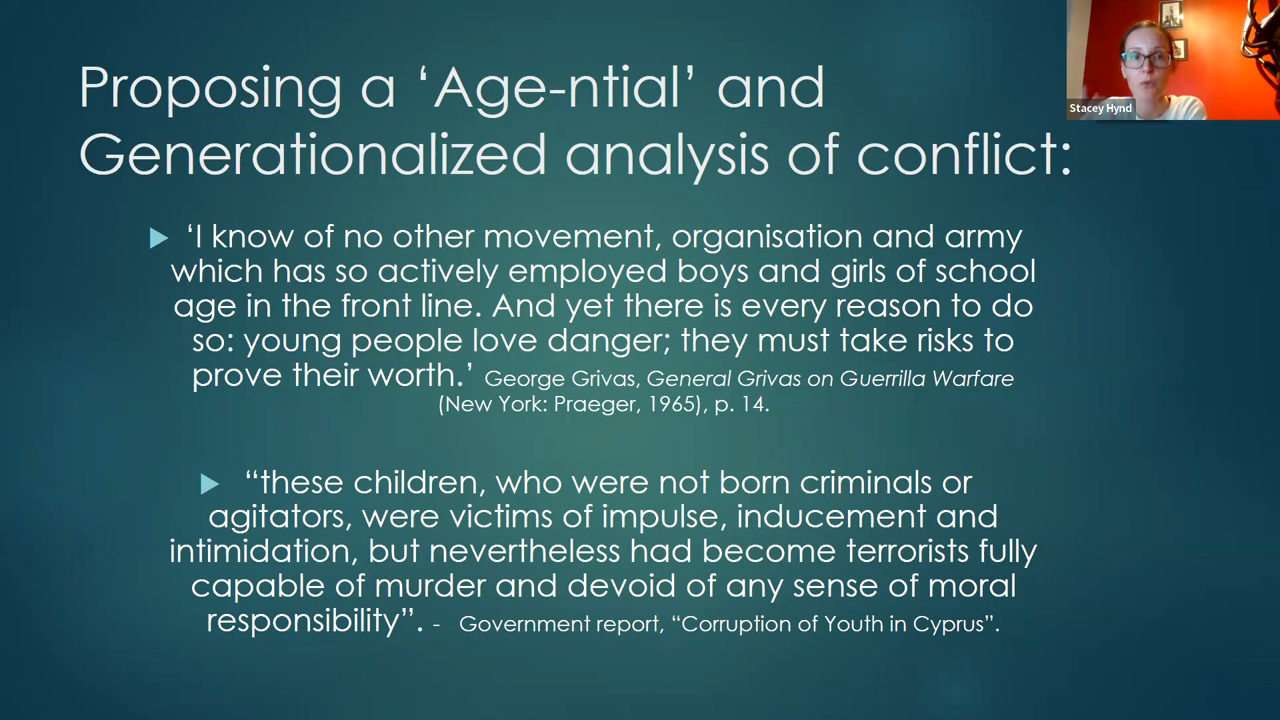 Proposing a ‘Age-ntial’ and
Generationalized analysis of conflict:
Stacey Hynd
‘I know of no other movement, organisation and army
which has so actively employed boys and girls of school
age in the front line. And yet there is every reason to do
so: young people love danger; they must take risks to
prove their worth.’ George Grivas, General Grivas on Guerrilla Warfare
(New York: Praeger, 1965), p. 14.
“these children, who were not born criminals or
agitators, were victims of impulse, inducement and
intimidation, but nevertheless had become terrorists fully
capable of murder and devoid of any sense of moral
responsibility”. - Government report, “Corruption of Youth in Cyprus”.